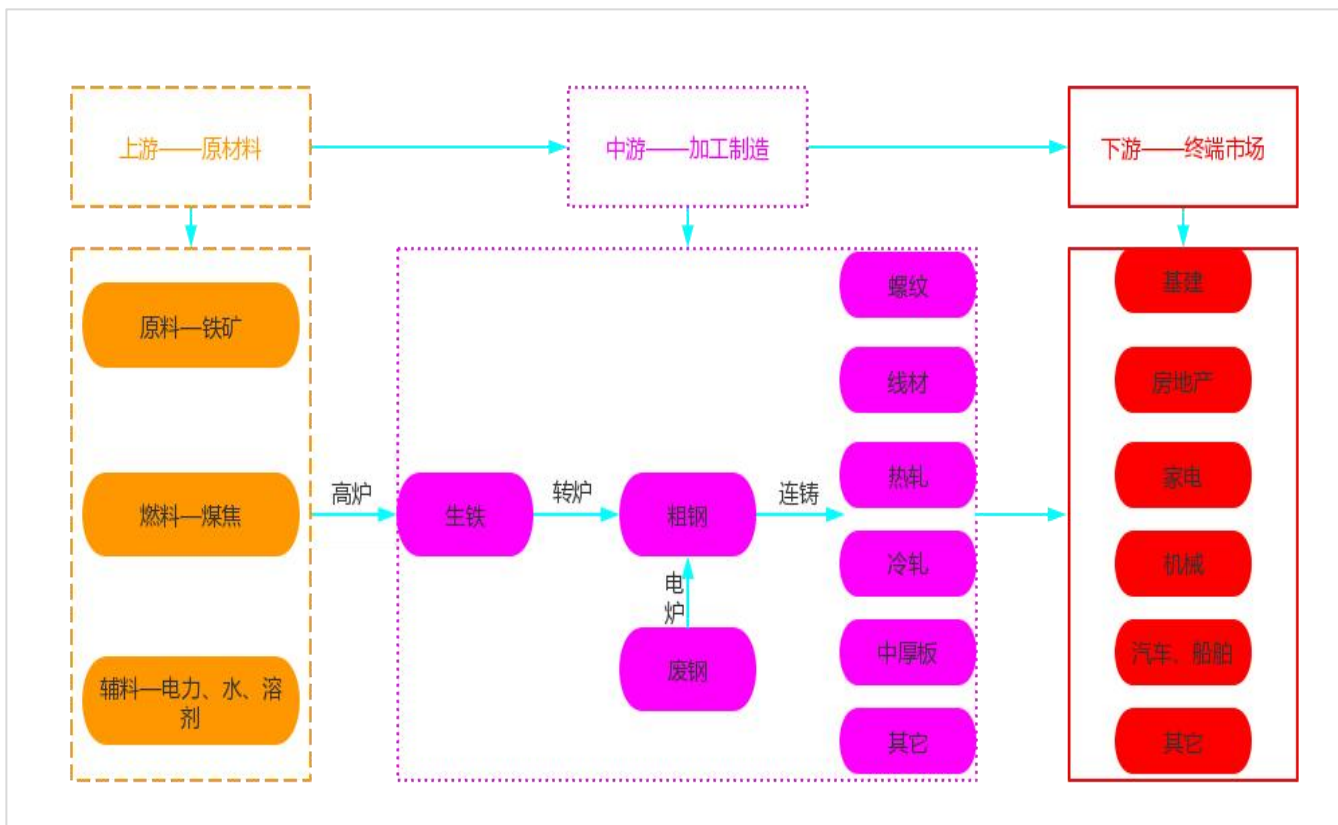 上游——原材料
中游——加工制造
下游——终端市场
原料—铁矿
燃料—煤焦
辅料—电力、水、溶
剂
高炉
生铁
转炉
粗钢
电
炉
废钢
连铸
螺纹
线材
热轧
冷轧
中厚板
其它
基建
房地产
家电
机械
汽车、船舶
其它